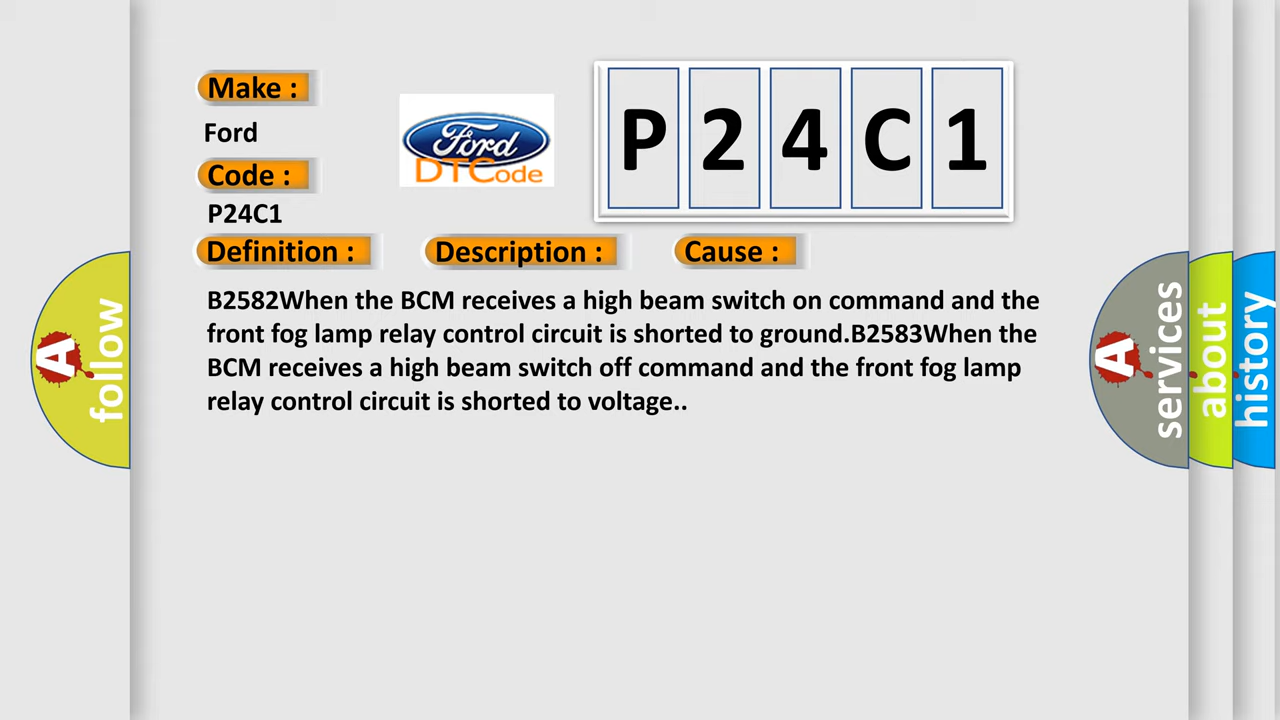 Make :
Ford
Code :
P24C1
Ford
DTCode
P 2 4 C 1
Definition :
Description :
Cause :
B2582When the BCM receives a high beam switch on command and the
front fog lamp relay control circuit is shorted to ground.B2583When the
BCM receives a high beam switch off command and the front fog lamp
relay control circuit is shorted to voltage..
A
follow
A
services
about
history